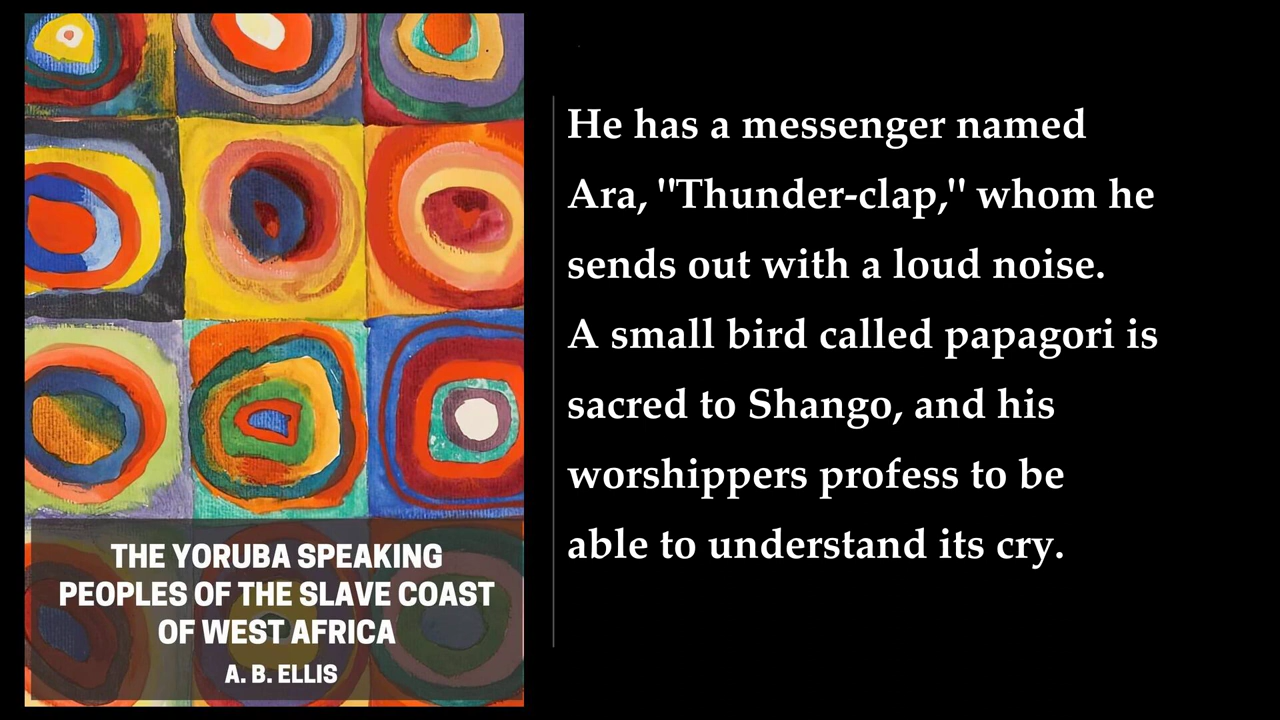 He has a messenger named
Ara, "Thunder-clap," whom he
sends out with a loud noise.
A small bird called papagori is
sacred to Shango, and his
worshippers profess to be
able to understand its cry.
THE YORUBA SPEAKING
PEOPLES OF THE SLAVE COAST
OF WEST AFRICA
A. B. ELLIS